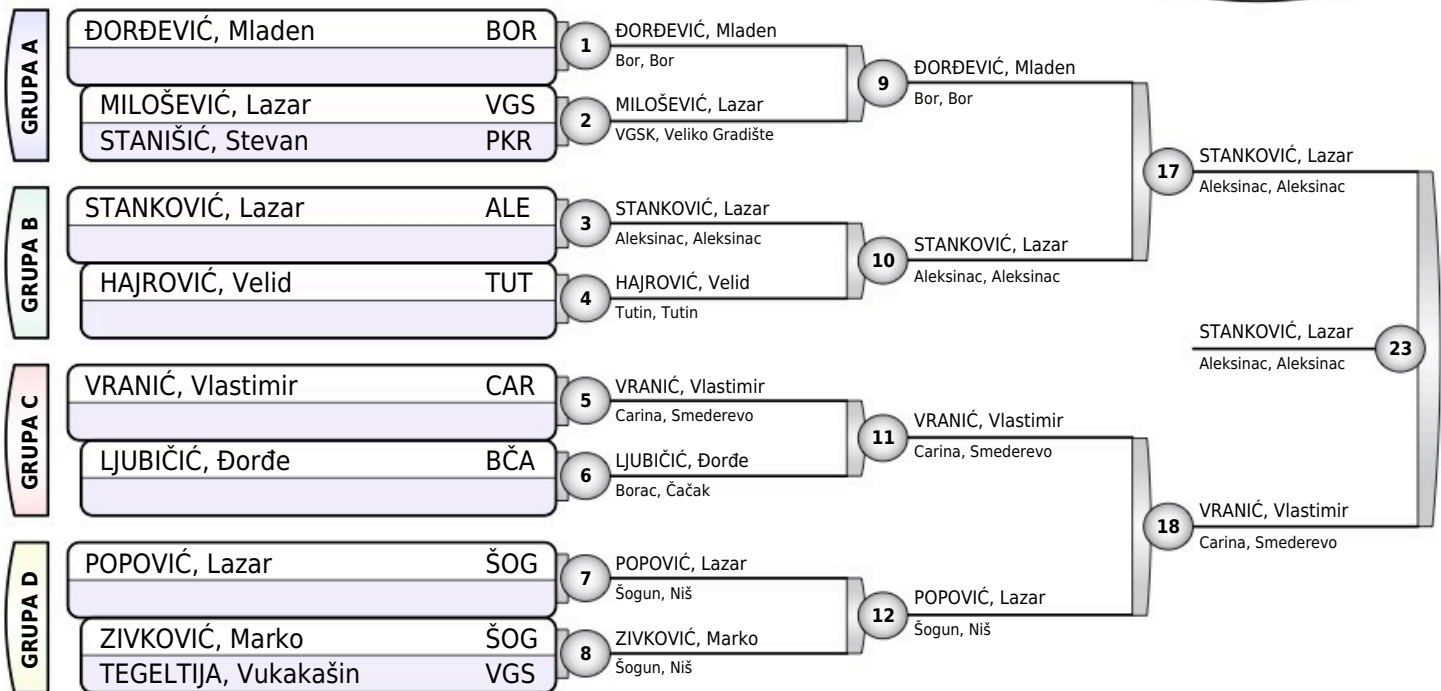 GRUPA A
ĐORĐEVIĆ, Mladen BOR
MILOŠEVIĆ, Lazar VGS
STANIŠIĆ, Stevan PKR
GRUPA B
STANKOVIĆ, Lazar ALE
HAJROVIĆ, Velid TUT
GRUPA C
VRANIĆ, Vlastimir CAR
LJUBIČIĆ, Đorđe BČA
GRUPA D
POPOVIĆ, Lazar ŠOG
ZIVKOVIĆ, Marko ŠOG
TEGELTIJA, Vukakašin VGS
1 ĐORĐEVIĆ, Mladen
Bor, Bor
2 MILOŠEVIĆ, Lazar
VGSK, Veliko Gradište
3 STANKOVIĆ, Lazar
Aleksinac, Aleksinac
4 HAJROVIĆ, Velid
Tutin, Tutin
5 VRANIĆ, Vlastimir
Carina, Smederevo
6 LJUBIČIĆ, Đorđe
Borac, Čačak
7 POPOVIĆ, Lazar
Šogun, Niš
8 ZIVKOVIĆ, Marko
Šogun, Niš
9 ĐORĐEVIĆ, Mladen
Bor, Bor
10 STANKOVIĆ, Lazar
Aleksinac, Aleksinac
11 VRANIĆ, Vlastimir
Carina, Smederevo
12 POPOVIĆ, Lazar
Šogun, Niš
17 STANKOVIĆ, Lazar
Aleksinac, Aleksinac
18 VRANIĆ, Vlastimir
Carina, Smederevo
STANKOVIĆ, Lazar 23
Aleksinac, Aleksinac